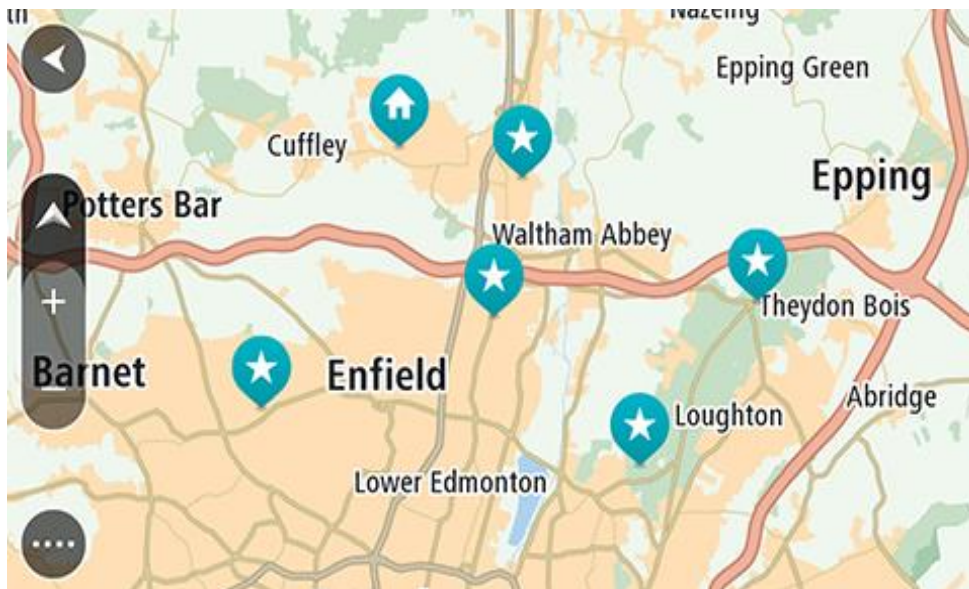 Nazeing
Epping Green
Cuffley
Epping
Potters Bar
Waltham Abbey
Theydon Bois
Barnet
Enfield
Abridge
Loughton
Lower Edmonton